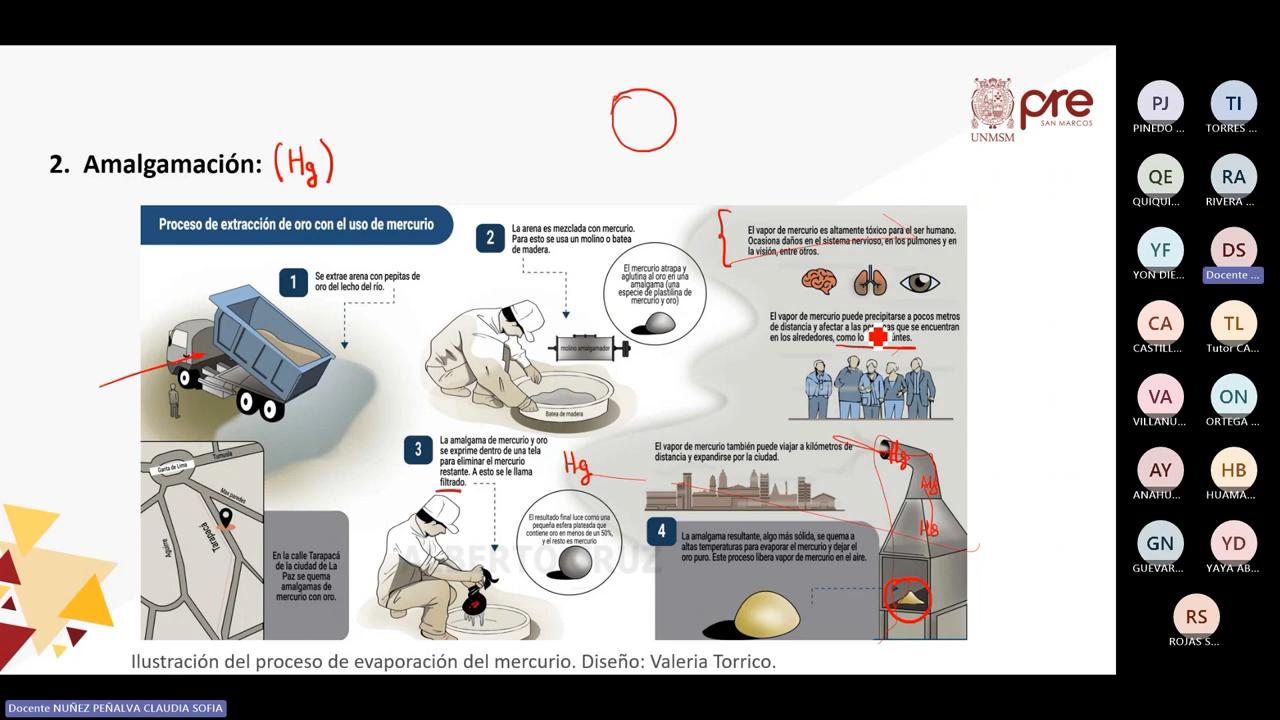 2. Amalgamación: (Hg)
UNMSM
pre
SAN MARCOS
Proceso de extracción de oro con el uso de mercurio
1
Se extrae arena con pepitas de
oro del lecho del río.
2
La arena es mezclada con mercurio.
Para esto se usa un molino o batea
de madera.
El mercurio atrapa y
aglutina al oro en una
amalgama (una
especie de plastilina de
mercurio y oro)
molino amalgamador
Batea de madera
El vapor de mercurio es altamente tóxico para el ser humano.
Ocasiona daños en el sistema nervioso, en los pulmones y en
la visión, entre otros.
El vapor de mercurio puede precipitarse a pocos metros
de distancia y afectar a las que se encuentran
en los alrededores, como lo
3
La amalgama de mercurio y oro
se exprime dentro de una tela
para eliminar el mercurio
restante. A esto se le llama
filtrado.
Hg
El resultado final luce como una
pequeña esfera plateada que
contiene oro en menos de un 50%,
y el resto es mercurio
El vapor de mercurio también puede viajar a kilómetros de
distancia y expandirse por la ciudad.
Hg
Hg
4
La amalgama resultante, algo más sólida, se quema a
altas temperaturas para evaporar el mercurio y dejar el
oro puro. Este proceso libera vapor de mercurio en el aire.
Garita de Lima
Tumusla
Max paredes
Tarapacá
En la calle Tarapacá
de la ciudad de La
Paz se quema
amalgamas de
mercurio con oro.
Ilustración del proceso de evaporación del mercurio. Diseño: Valeria Torrico.
Docente NUÑEZ PEÑALVA CLAUDIA SOFIA
PJ TI
PINEDO ... TORRES ...
QE RA
QUIQUI... RIVERA ...
YF DS
YON DIE... Docente ...
CA TL
CASTILL... Tutor CA...
VA ON
VILLANU... ORTEGA ...
AY HB
ANAHU... HUAMA...
GN YD
GUEVAR... YAYA AB...
RS
ROJAS S...